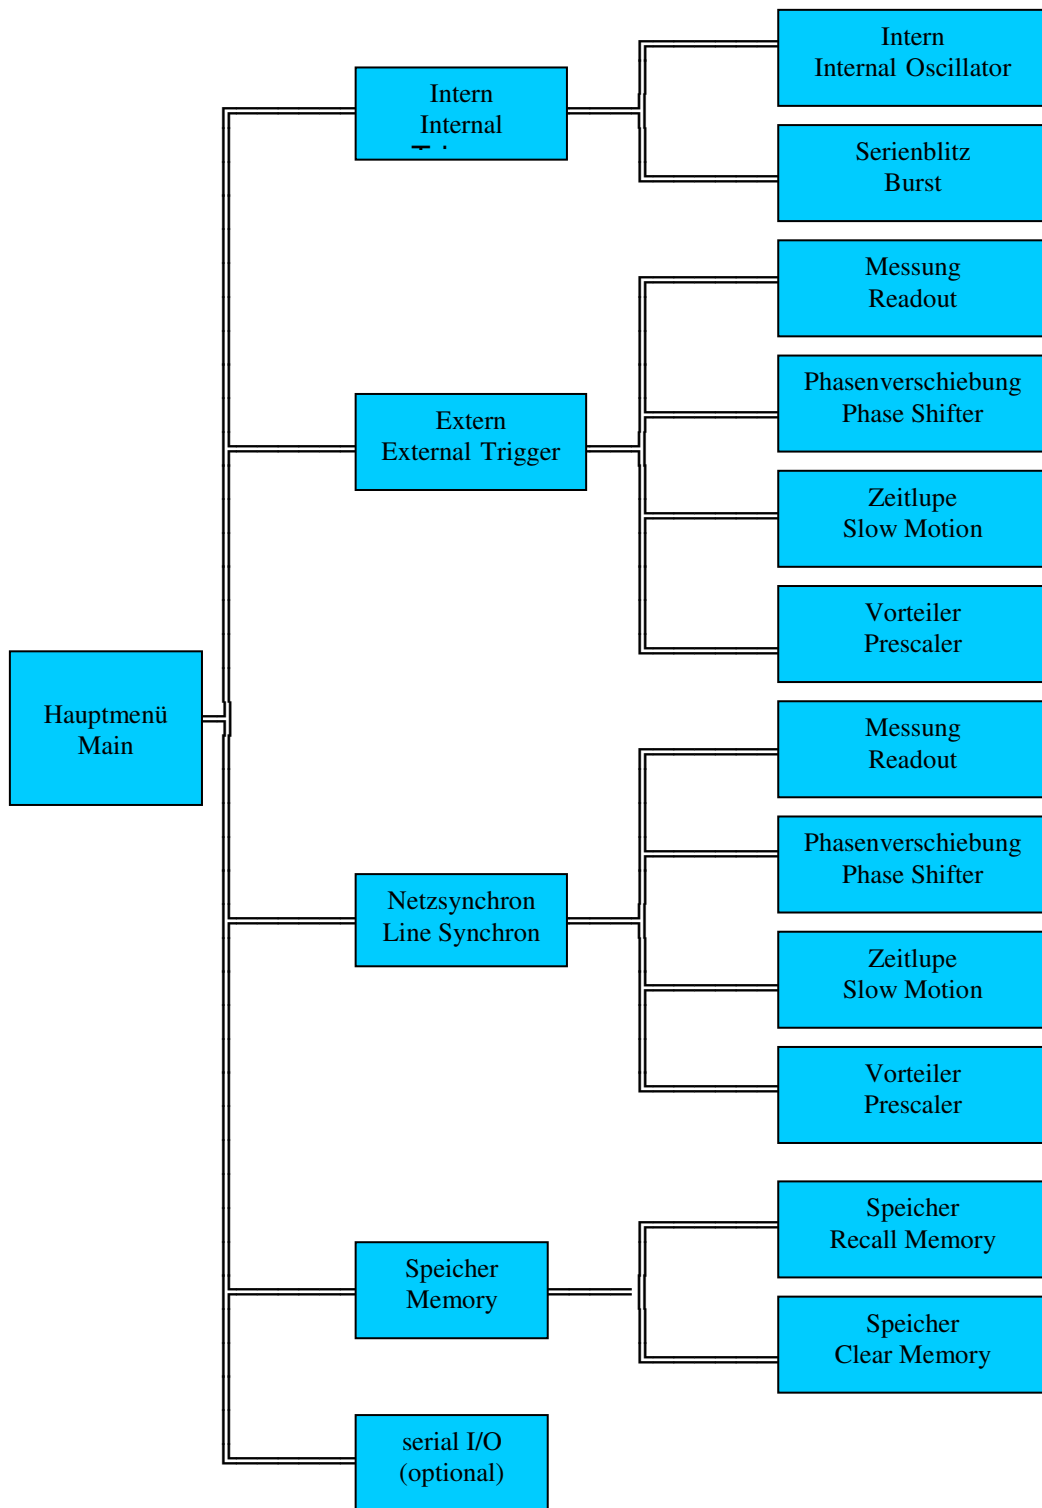 Hauptmenü
Main
Intern
Internal
Extern
External Trigger
Netzsynchron
Line Synchron
Speicher
Memory
serial I/O
(optional)
Intern
Internal Oscillator
Serienblitz
Burst
Messung
Readout
Phasenverschiebung
Phase Shifter
Zeitlupe
Slow Motion
Vorteiler
Prescaler
Messung
Readout
Phasenverschiebung
Phase Shifter
Zeitlupe
Slow Motion
Vorteiler
Prescaler
Speicher
Recall Memory
Speicher
Clear Memory